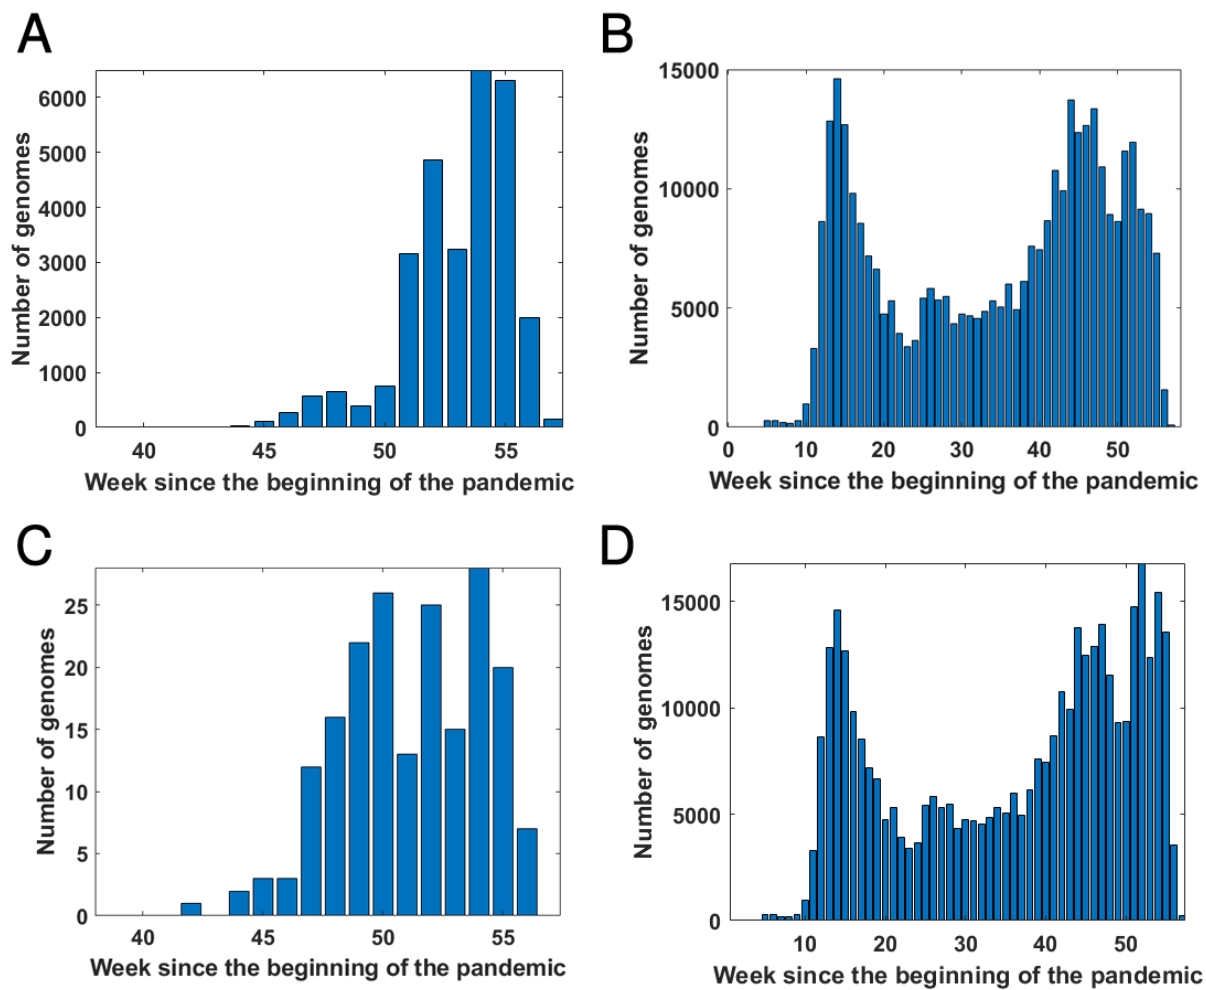 A
Number of genomes
6000
5000
4000
3000
2000
1000
0
40 45 50 55
Week since the beginning of the pandemic
B
Number of genomes
15000
10000
5000
0
0 10 20 30 40 50
Week since the beginning of the pandemic
C
Number of genomes
25
20
15
10
5
0
40 45 50 55
Week since the beginning of the pandemic
D
Number of genomes
15000
10000
5000
0
10 20 30 40 50
Week since the beginning of the pandemic